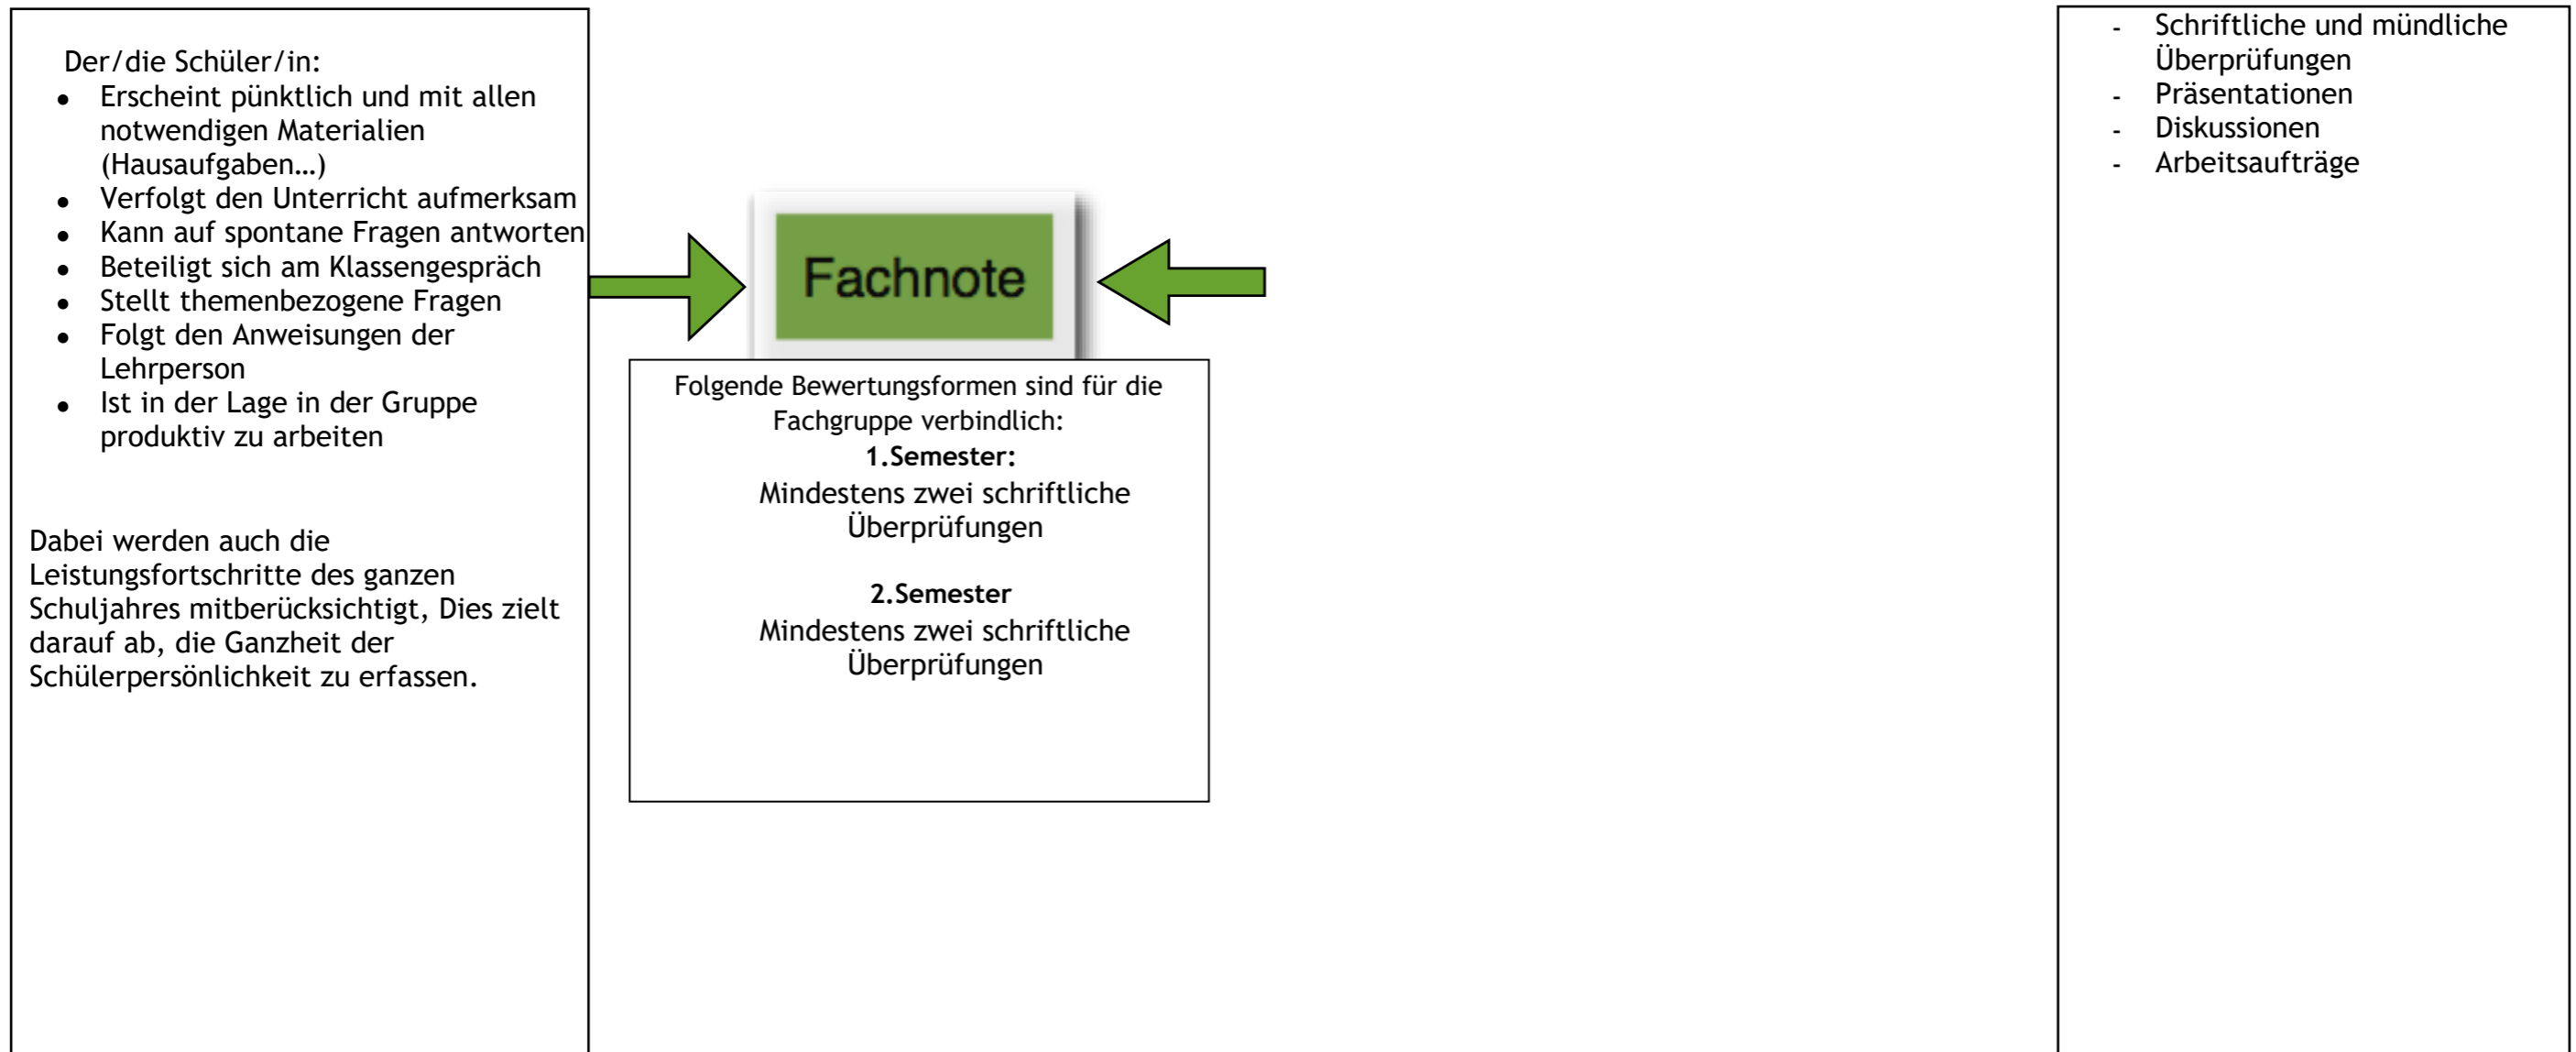 Der/die Schüler/in:
● Erscheint pünktlich und mit allen
notwendigen Materialien
(Hausaufgaben…)
● Verfolgt den Unterricht aufmerksam
● Kann auf spontane Fragen antworten
● Beteiligt sich am Klassengespräch
● Stellt themenbezogene Fragen
● Folgt den Anweisungen der
Lehrperson
● Ist in der Lage in der Gruppe
produktiv zu arbeiten
Dabei werden auch die
Leistungsfortschritte des ganzen
Schuljahres mitberücksichtigt, Dies zielt
darauf ab, die Ganzheit der
Schülerpersönlichkeit zu erfassen.
Fachnote
Folgende Bewertungsformen sind für die
Fachgruppe verbindlich:
1.Semester:
Mindestens zwei schriftliche
Überprüfungen
2.Semester
Mindestens zwei schriftliche
Überprüfungen
- Schriftliche und mündliche
Überprüfungen
- Präsentationen
- Diskussionen
- Arbeitsaufträge